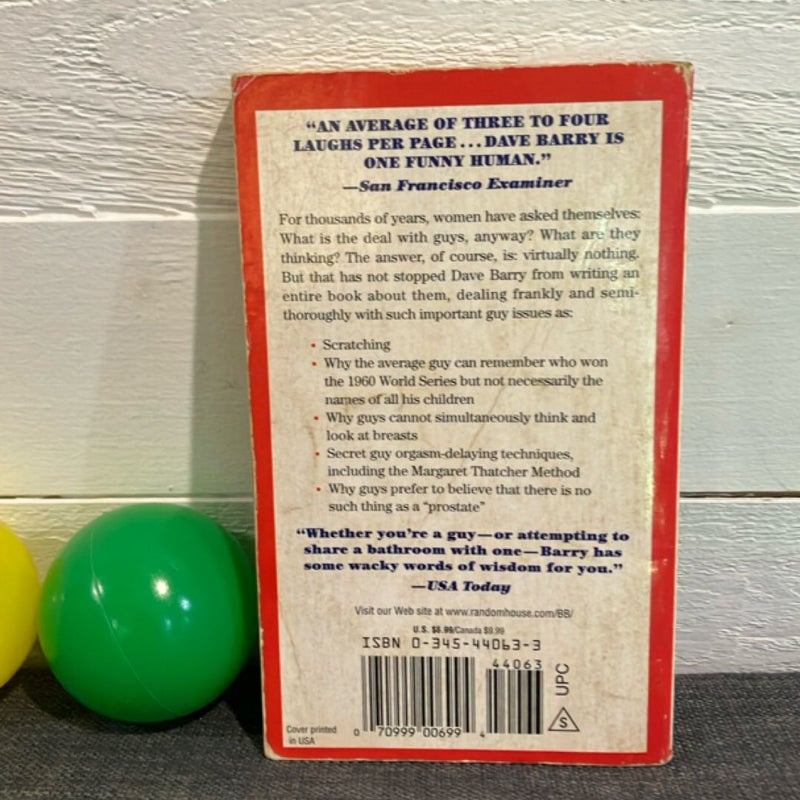 “AN AVERAGE OF THREE TO FOUR
LAUGHS PER PAGE...DAVE BARRY IS
ONE FUNNY HUMAN.”
—San Francisco Examiner
For thousands of years, women have asked themselves:
What is the deal with guys, anyway? What are they
thinking? The answer, of course, is: virtually nothing.
But that has not stopped Dave Barry from writing an
entire book about them, dealing frankly and semi-
thoroughly with such important guy issues as:
• Scratching
• Why the average guy can remember who won
the 1960 World Series but not necessarily the
names of all his children
• Why guys cannot simultaneously think and
look at breasts
• Secret guy orgasm-delaying techniques,
including the Margaret Thatcher Method
• Why guys prefer to believe that there is no
such thing as a “prostate”
“Whether you’re a guy—or attempting to
share a bathroom with one—Barry has
some wacky words of wisdom for you.”
—USA Today
Visit our Web site at www.randomhouse.com/BB/
U.S. $6.99/Canada $9.99
ISBN 0-345-44063-3
44063
UPC
S
0 70999 00699 4
Cover printed
in USA